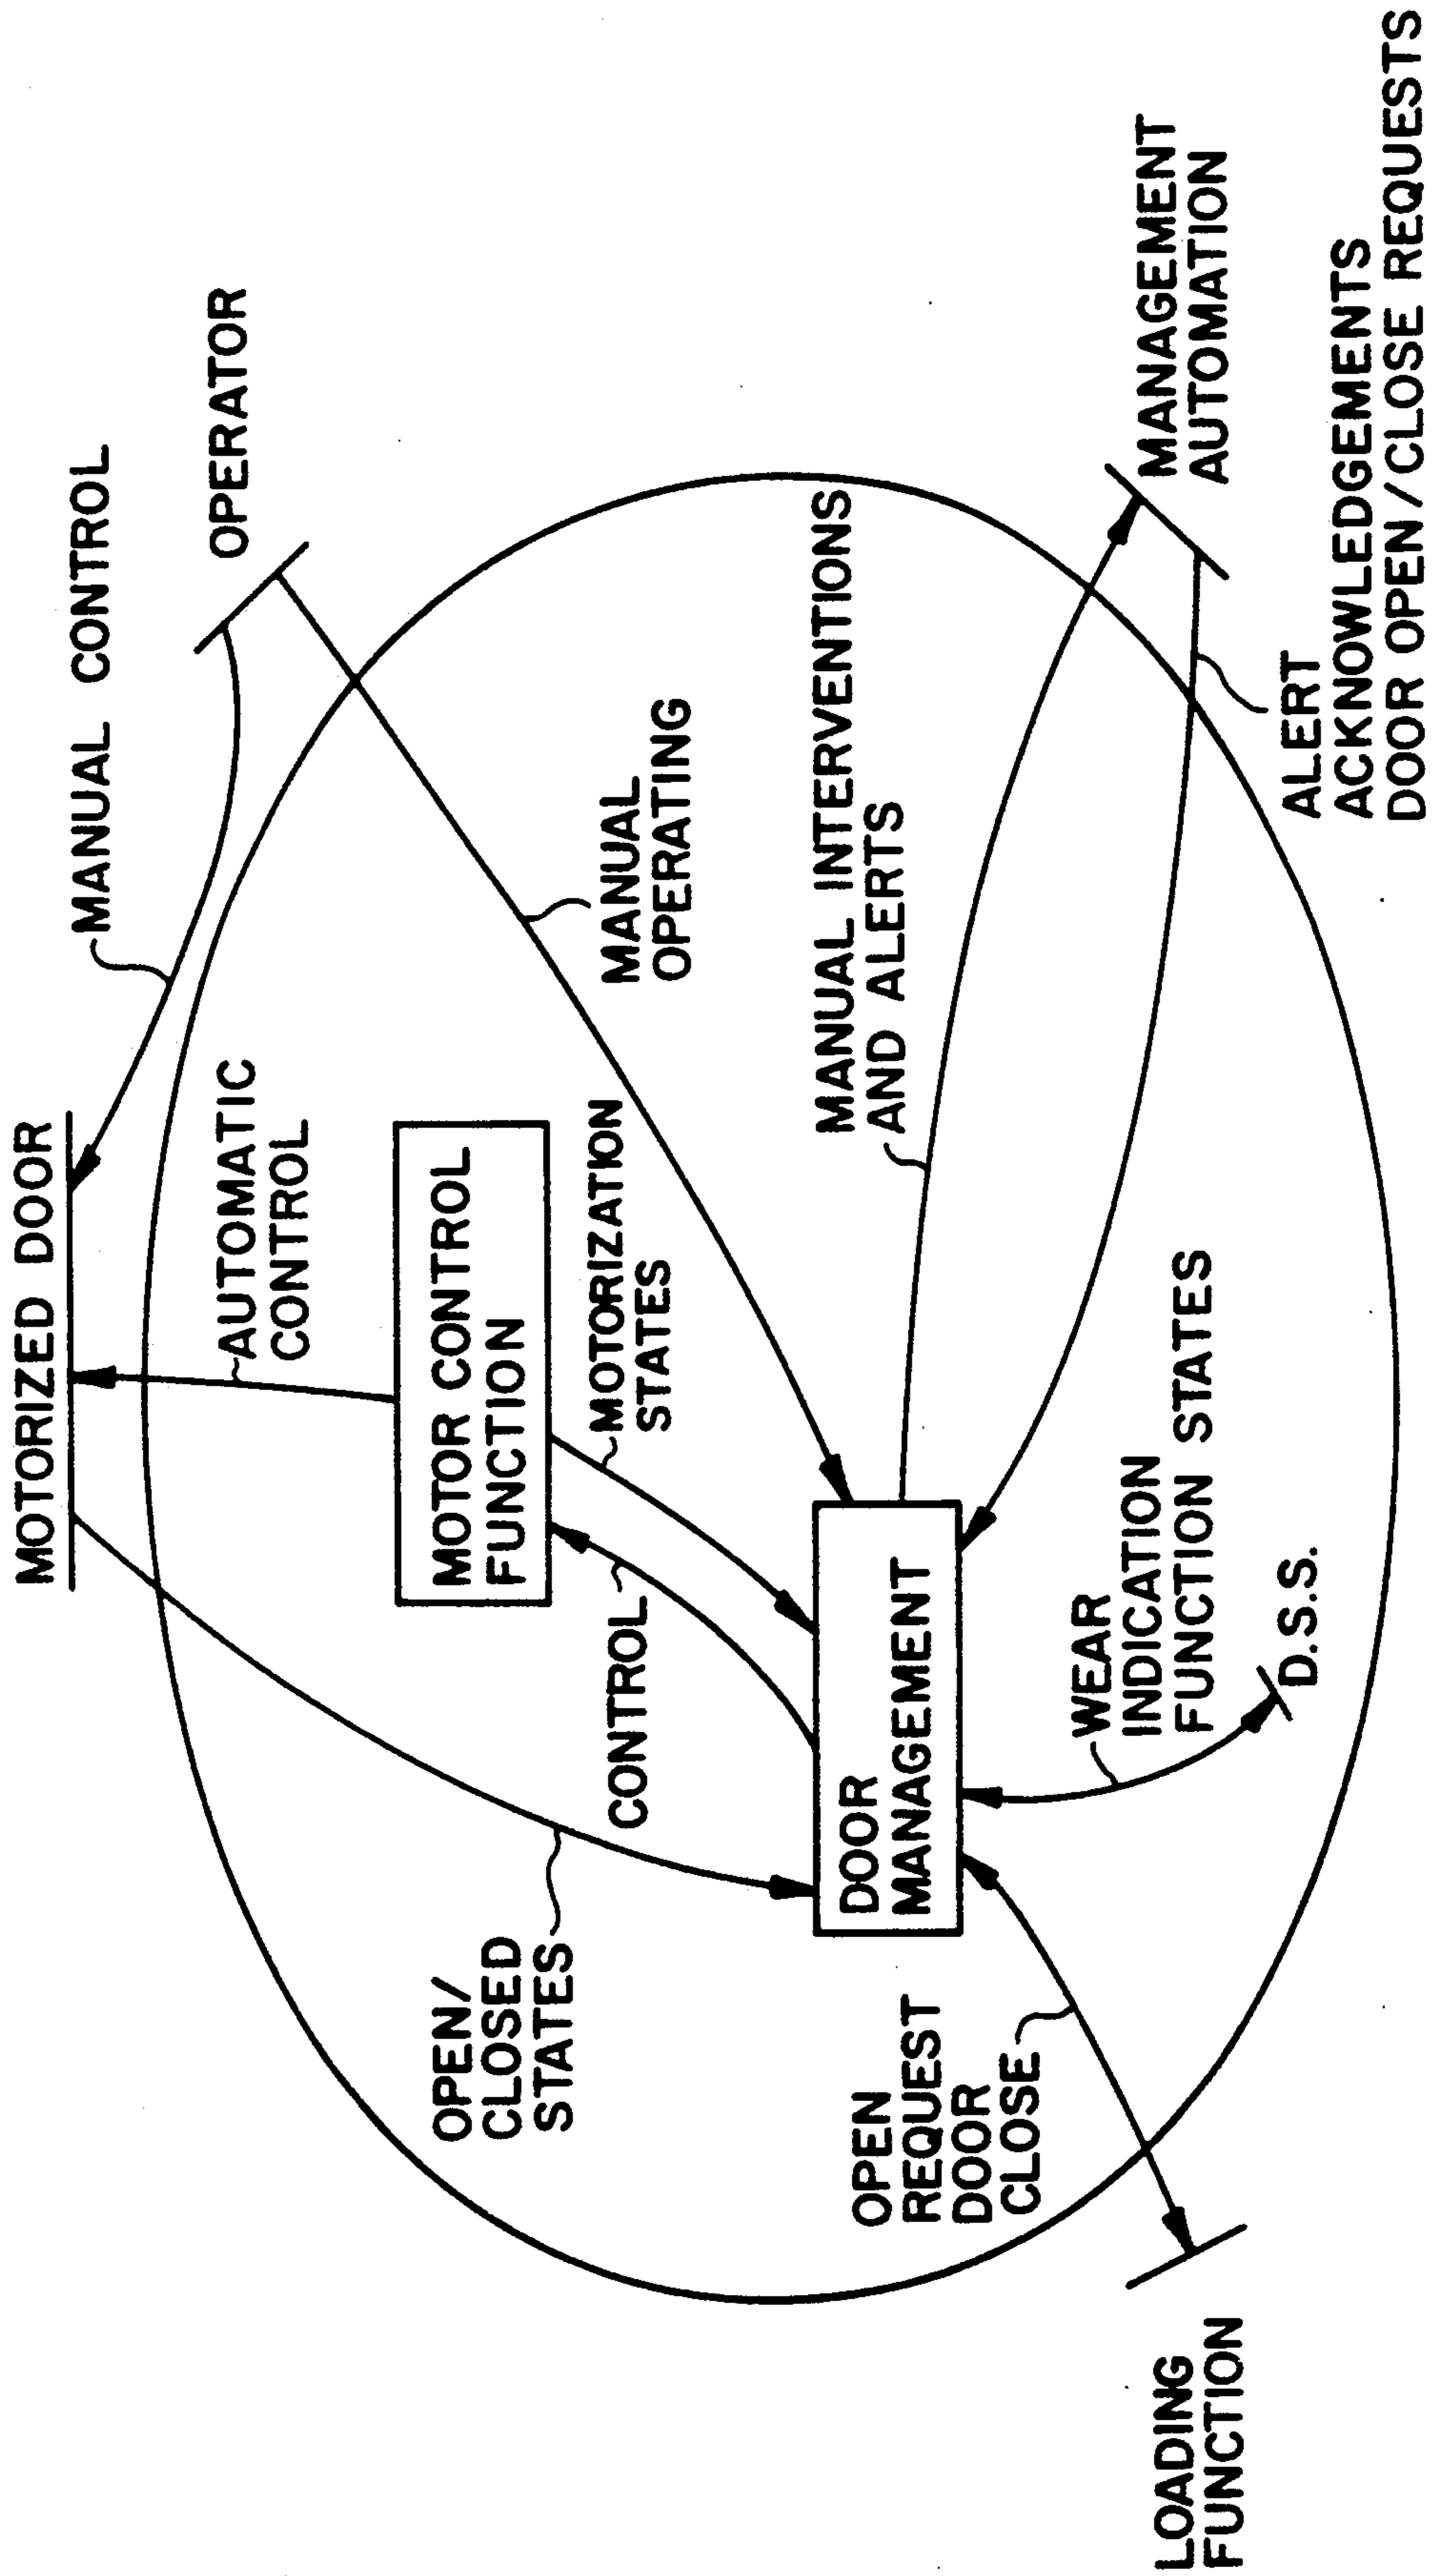 MOTORIZED DOOR
MANUAL CONTROL
OPERATOR
AUTOMATIC
CONTROL
MOTOR CONTROL
FUNCTION
OPEN/
CLOSED
STATES
CONTROL
MOTORIZATION
STATES
MANUAL
OPERATING
DOOR
MANAGEMENT
MANUAL INTERVENTIONS
AND ALERTS
OPEN
REQUEST
DOOR
CLOSE
WEAR
INDICATION
FUNCTION STATES
D.S.S.
MANAGEMENT
AUTOMATION
LOADING
FUNCTION
ALERT
ACKNOWLEDGEMENTS
DOOR OPEN/CLOSE REQUESTS